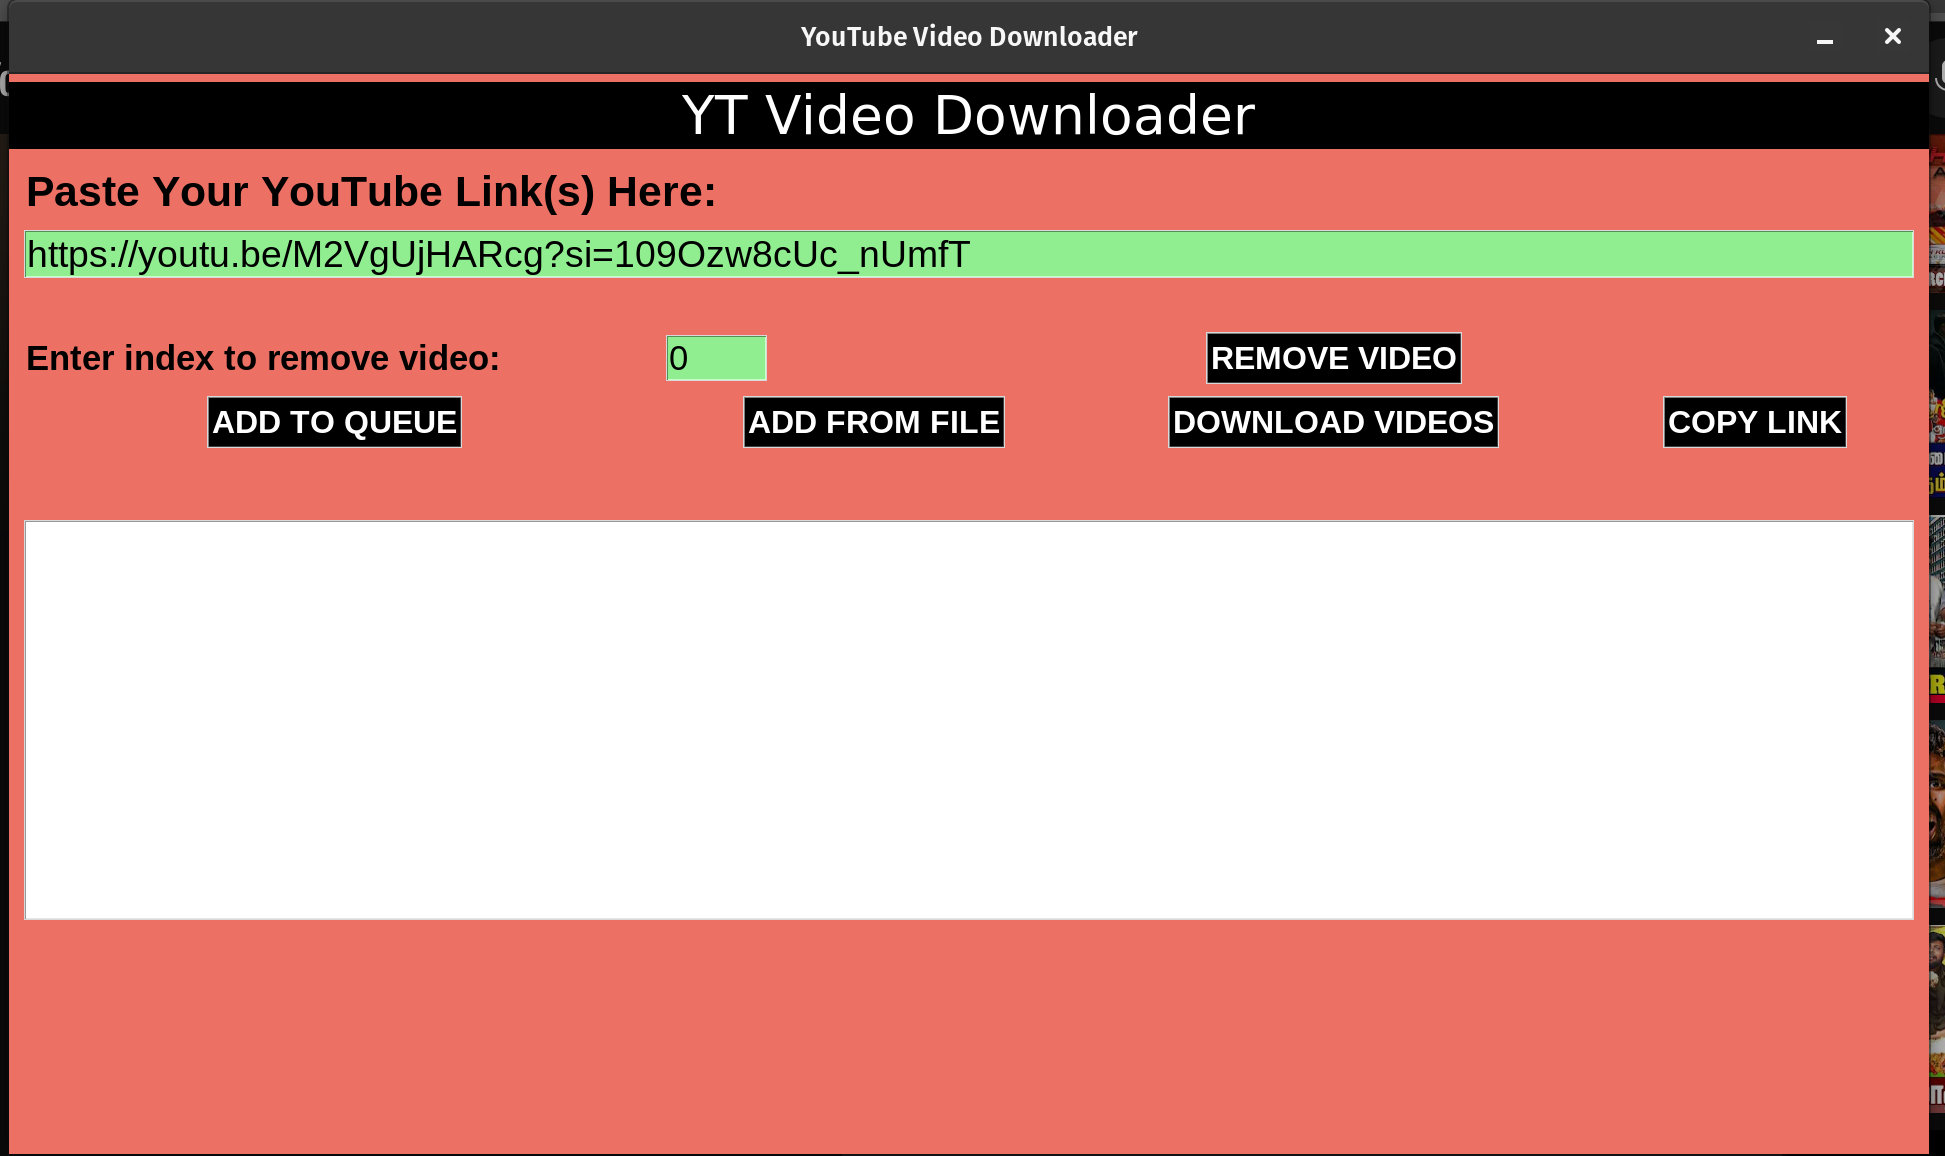 YouTube Video Downloader
YT Video Downloader
Paste Your YouTube Link(s) Here:
https://youtu.be/M2VgUjHARcg?si=109Ozw8cUc_nUmfT
Enter index to remove video:
0
REMOVE VIDEO
ADD TO QUEUE
ADD FROM FILE
DOWNLOAD VIDEOS
COPY LINK